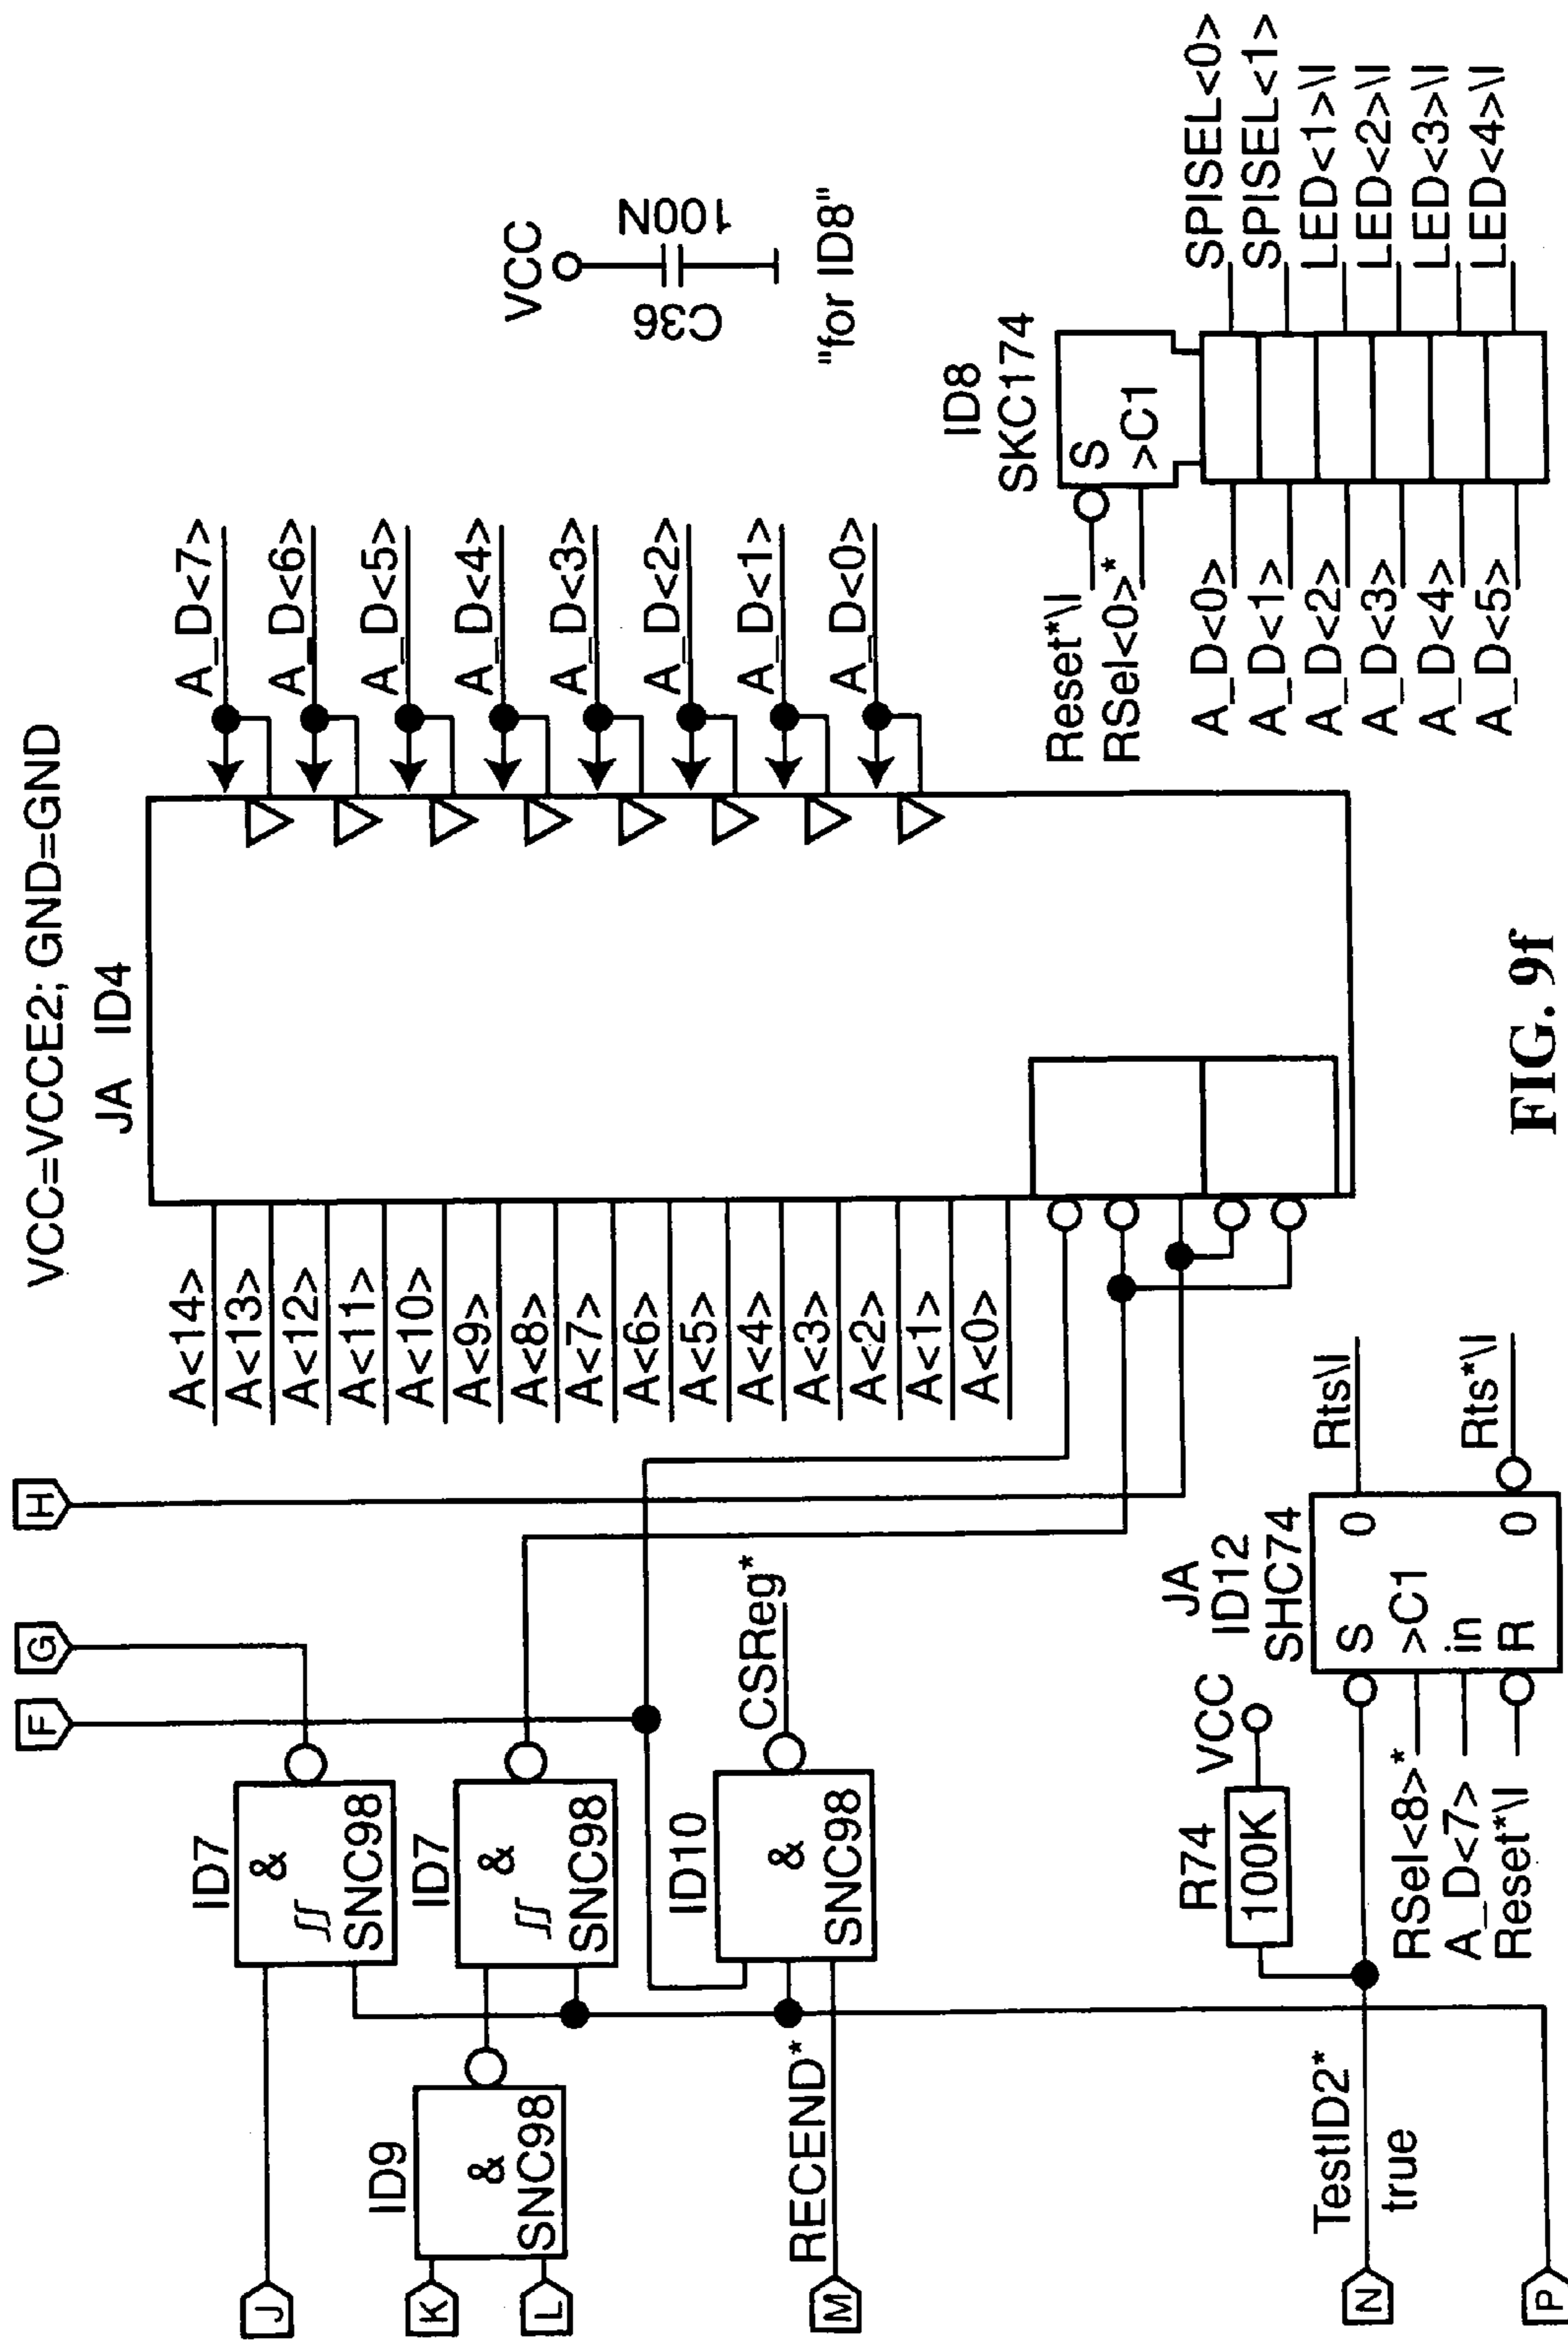 VCC=VCCE2; GND=GND
JA ID4
H
G
F
J
K
L
M
N
P
ID7
&
SNC98
ID7
&
SNC98
ID9
&
SNC98
ID10
&
SNC98
CSReg*
RECEND*
A<14>
A<13>
A<12>
A<11>
A<10>
A<9>
A<8>
A<7>
A<6>
A<5>
A<4>
A<3>
A<2>
A<1>
A<0>
A_D<7>
A_D<6>
A_D<5>
A_D<4>
A_D<3>
A_D<2>
A_D<1>
A_D<0>
VCC
C36
100N
"for ID8"
TestID2*
true
R74
100K
VCC
JA
ID12
SHC74
S
>C1
in
R
0
0
RSel<8>*
A_D<7>
Reset*\I
Rts\I
Rts*\I
ID8
SKC174
S
>C1
Reset*\I
RSel<0>*
A_D<0>
A_D<1>
A_D<2>
A_D<3>
A_D<4>
A_D<5>
SPISEL<0>
SPISEL<1>
LED<1>\I
LED<2>\I
LED<3>\I
LED<4>\I
FIG. 9f